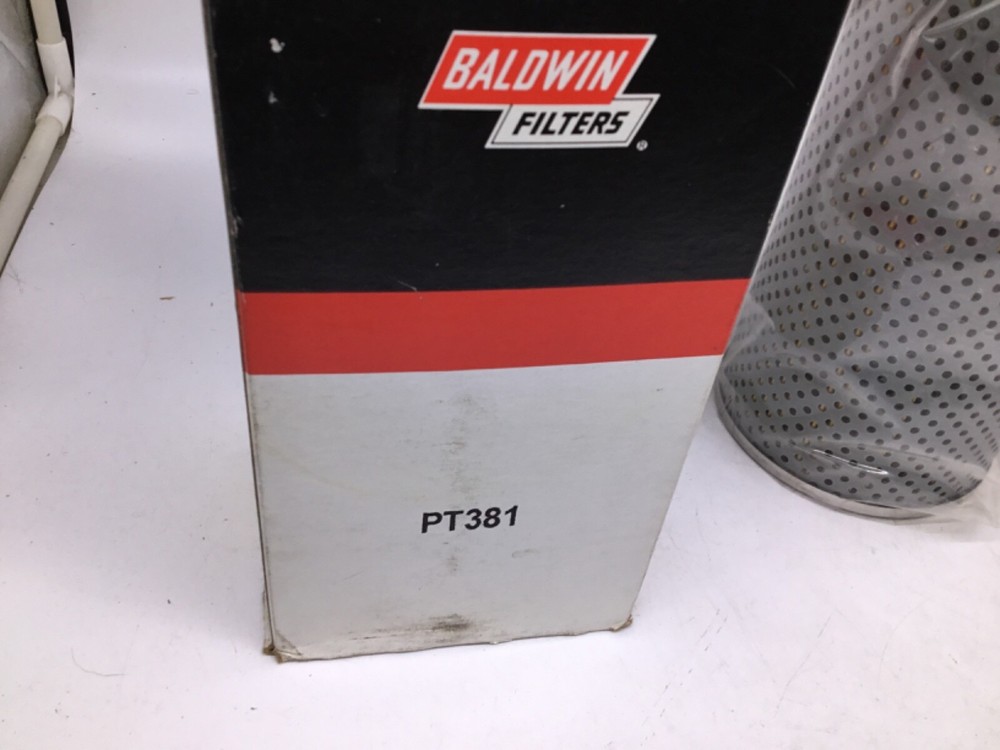 BALDWIN
FILTERS
®
PT381